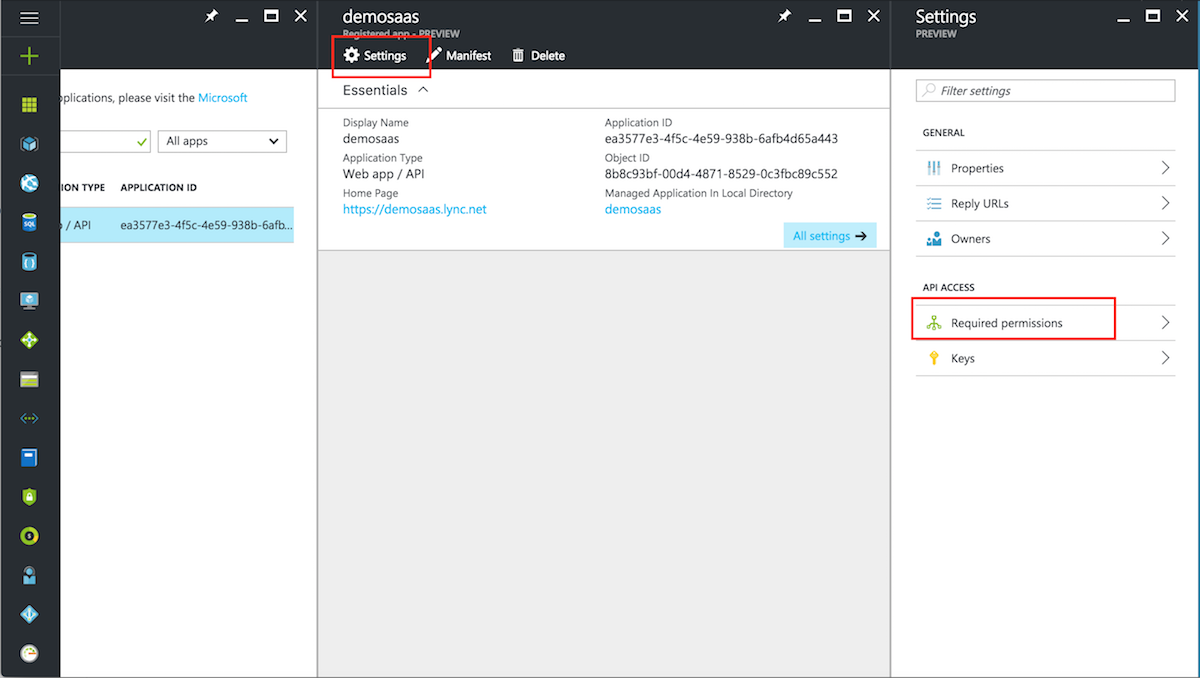 pplications, please visit the Microsoft
All apps
ION TYPE APPLICATION ID
/ API ea3577e3-4f5c-4e59-938b-6afb...
demosaas
Registered app - PREVIEW
Settings Manifest Delete
Essentials
Display Name
demosaas
Application Type
Web app / API
Home Page
https://demosaas.lync.net
Application ID
ea3577e3-4f5c-4e59-938b-6afb4d65a443
Object ID
8b8c93bf-00d4-4871-8529-0c3fbc89c552
Managed Application In Local Directory
demosaas
All settings
Settings
PREVIEW
Filter settings
GENERAL
Properties
Reply URLs
Owners
API ACCESS
Required permissions
Keys
SQL